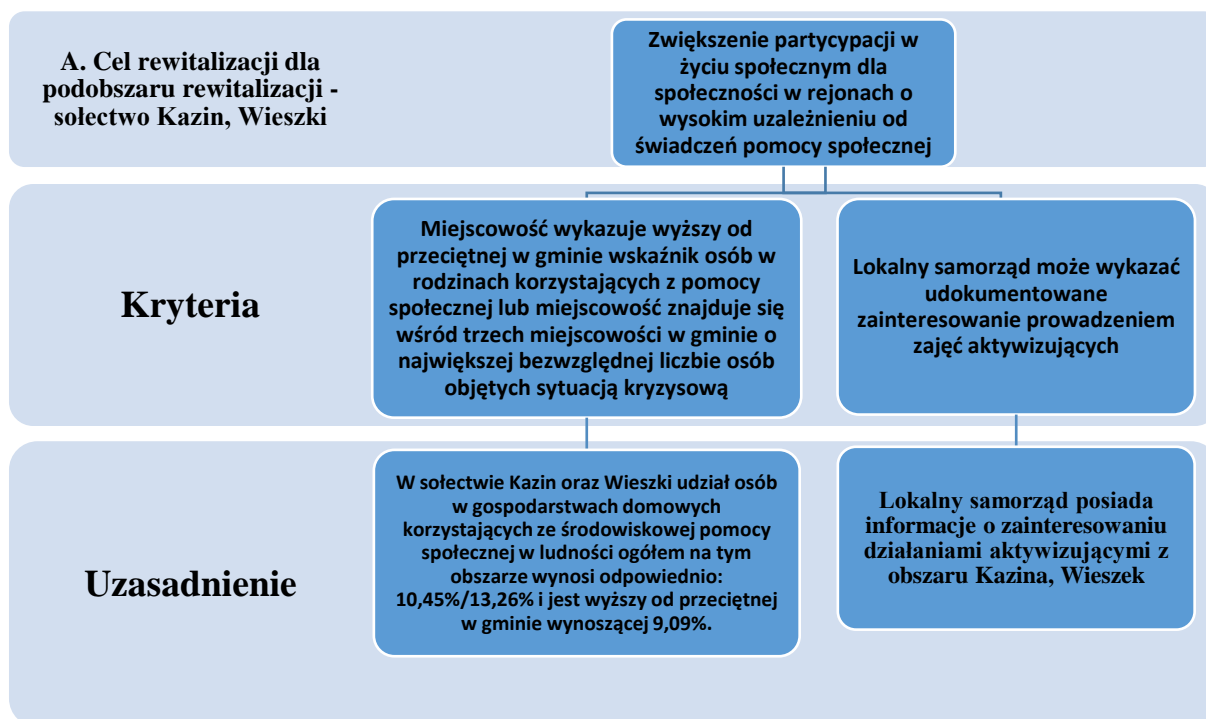 A. Cel rewitalizacji dla
podobszaru rewitalizacji -
sołectwo Kazin, Wieszki
Zwiększenie partycypacji w
życiu społecznym dla
społeczności w rejonach o
wysokim uzależnieniu od
świadczeń pomocy społecznej
Kryteria
Miejscowość wykazuje wyższy od
przeciętnej w gminie wskaźnik osób w
rodzinach korzystających z pomocy
społecznej lub miejscowość znajduje się
wśród trzech miejscowości w gminie o
największej bezwzględnej liczbie osób
objętych sytuacją kryzysową
Lokalny samorząd może wykazać
udokumentowane
zainteresowanie prowadzeniem
zajęć aktywizujących
Uzasadnienie
W sołectwie Kazin oraz Wieszki udział osób
w gospodarstwach domowych
korzystających ze środowiskowej pomocy
społecznej w ludności ogółem na tym
obszarze wynosi odpowiednio:
10,45%/13,26% i jest wyższy od przeciętnej
w gminie wynoszącej 9,09%.
Lokalny samorząd posiada
informacje o zainteresowaniu
działaniami aktywizującymi z
obszaru Kazina, Wieszek